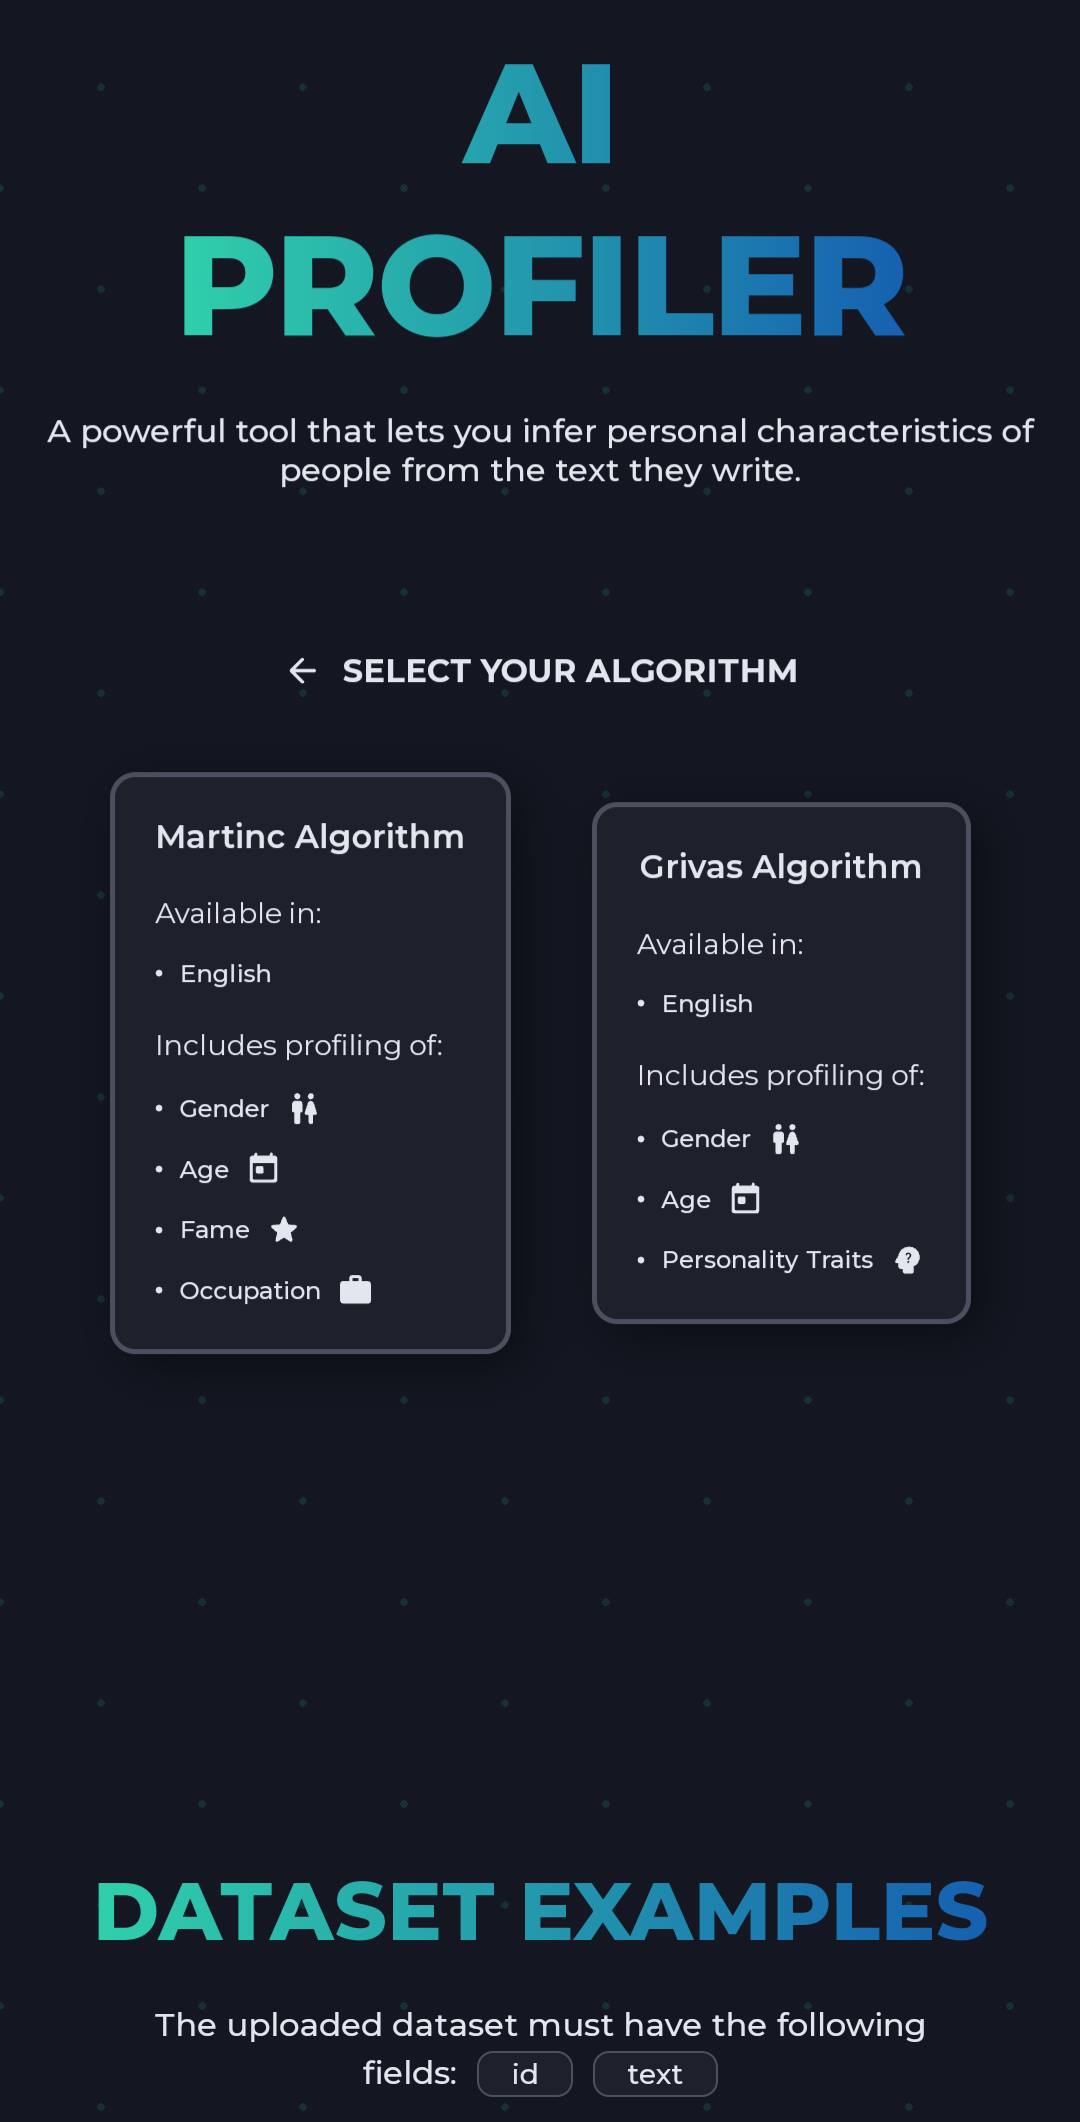 AI
PROFILER
A powerful tool that lets you infer personal characteristics of
people from the text they write.
SELECT YOUR ALGORITHM
Martinc Algorithm
Available in:
• English
Includes profiling of:
• Gender
• Age
• Fame
• Occupation
Grivas Algorithm
Available in:
• English
Includes profiling of:
• Gender
• Age
• Personality Traits
DATASET EXAMPLES
The uploaded dataset must have the following
fields: id text